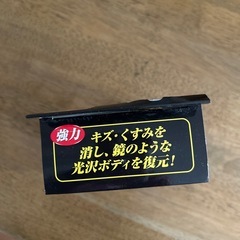 強力
キズ・くすみを
消し、鏡のような
光沢ボディを復元!